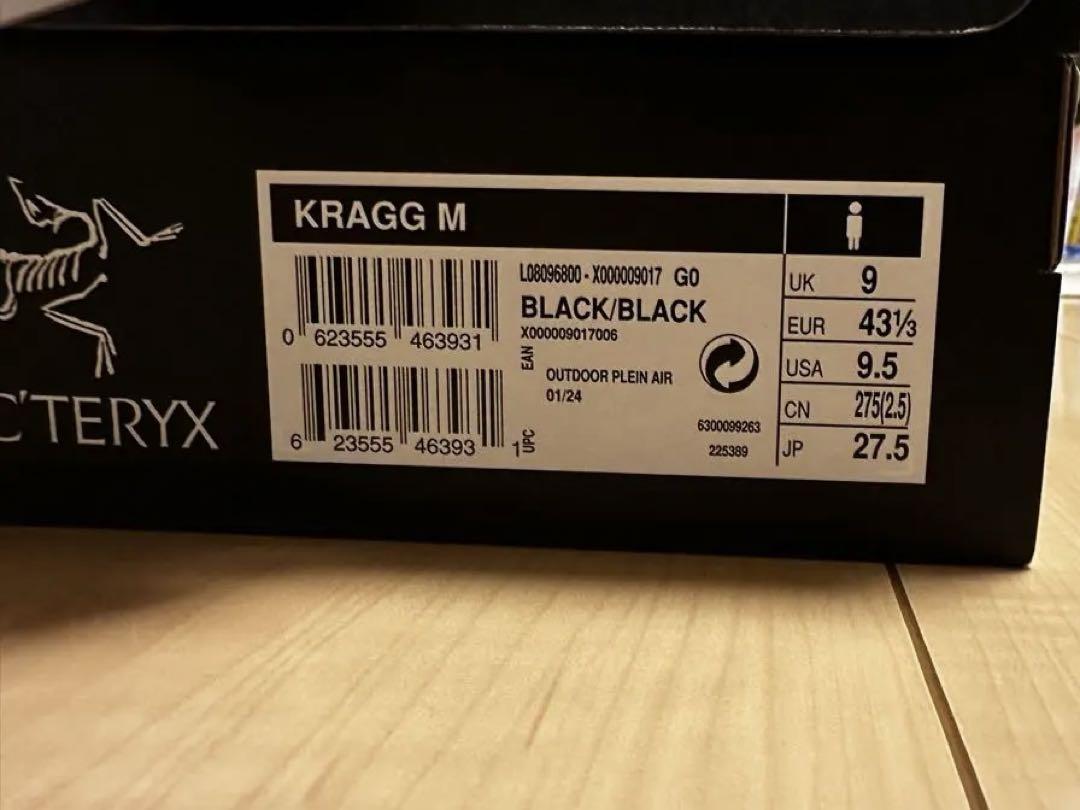 C'TERYX
KRAGG M
0 623555 463931
EAN
6 23555 46393 1
UPC
L08096800 - X000009017 GO
BLACK/BLACK
X000009017006
OUTDOOR PLEIN AIR
01/24
6300099263
225389
UK 9
EUR 43⅓
USA 9.5
CN 275(2.5)
JP 27.5